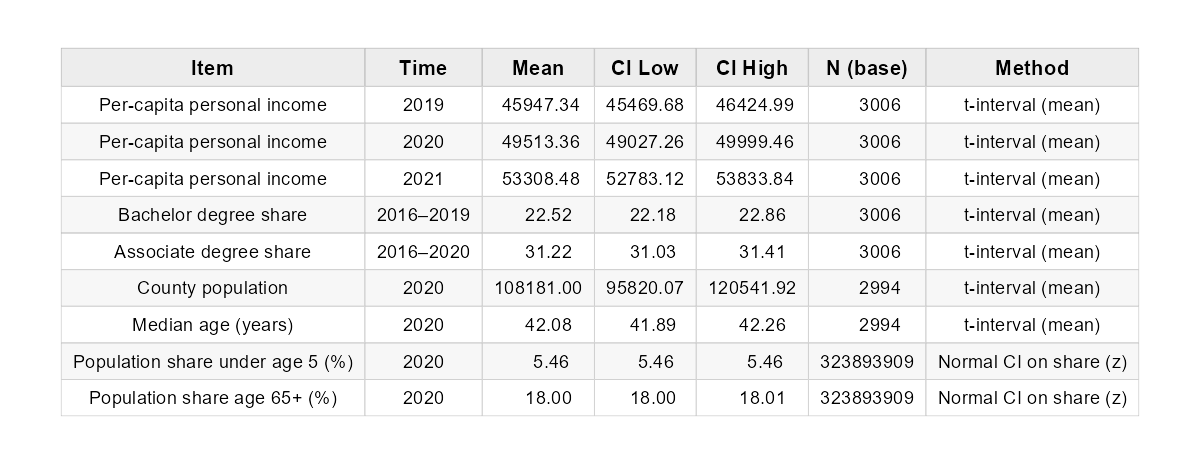 Item Time Mean CI Low CI High N (base) Method
Per-capita personal income 2019 45947.34 45469.68 46424.99 3006 t-interval (mean)
Per-capita personal income 2020 49513.36 49027.26 49999.46 3006 t-interval (mean)
Per-capita personal income 2021 53308.48 52783.12 53833.84 3006 t-interval (mean)
Bachelor degree share 2016–2019 22.52 22.18 22.86 3006 t-interval (mean)
Associate degree share 2016–2020 31.22 31.03 31.41 3006 t-interval (mean)
County population 2020 108181.00 95820.07 120541.92 2994 t-interval (mean)
Median age (years) 2020 42.08 41.89 42.26 2994 t-interval (mean)
Population share under age 5 (%) 2020 5.46 5.46 5.46 323893909 Normal CI on share (z)
Population share age 65+ (%) 2020 18.00 18.00 18.01 323893909 Normal CI on share (z)